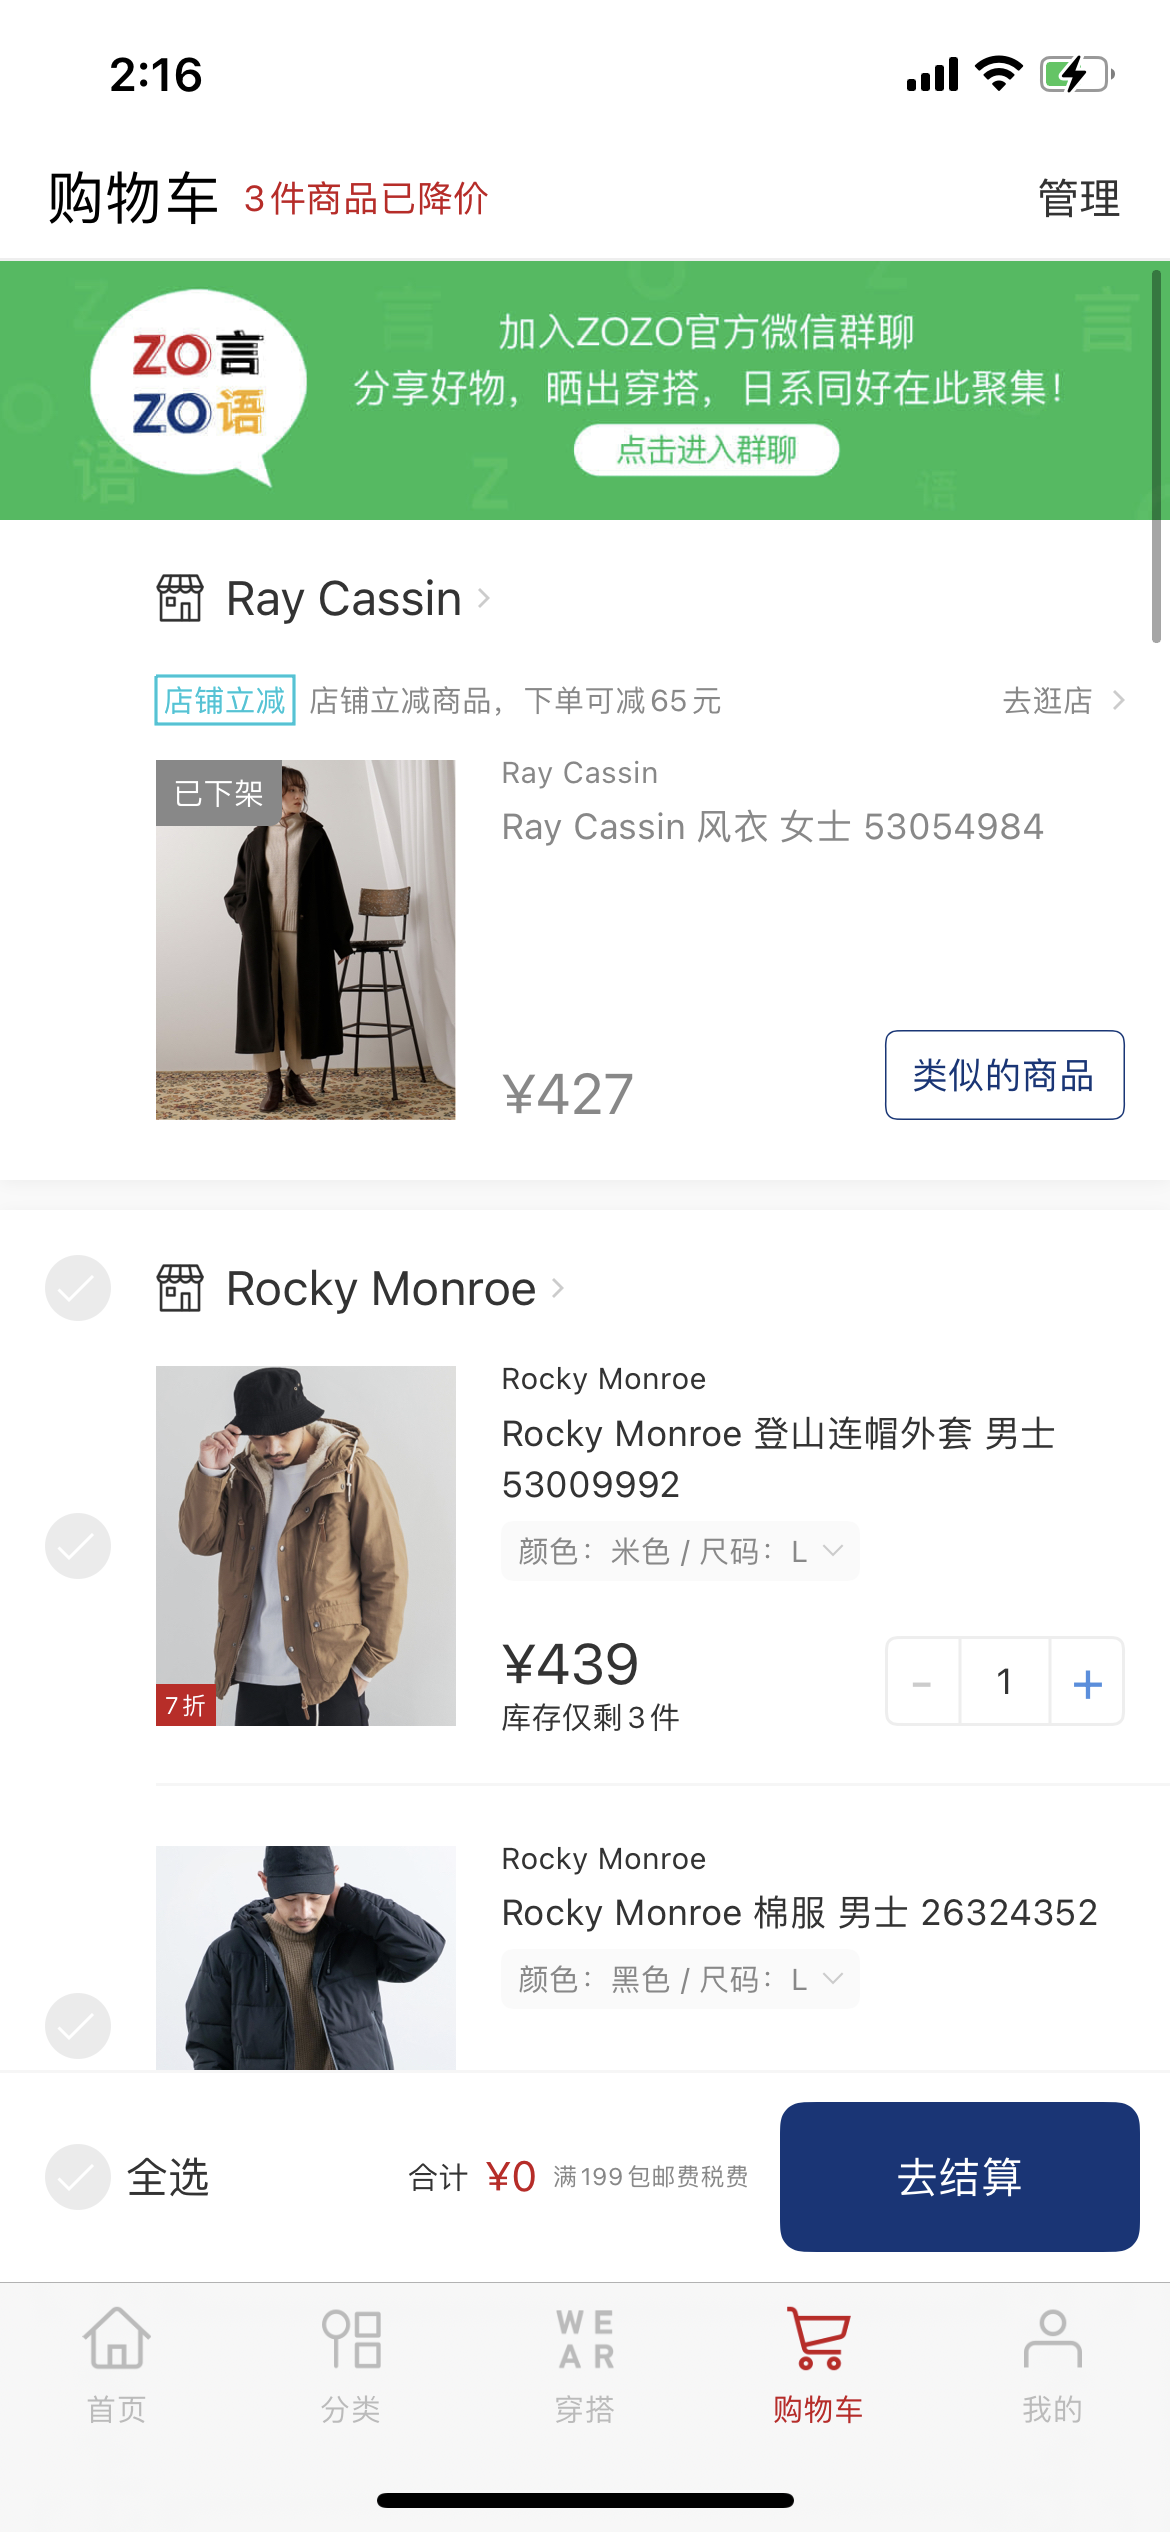 2:16
购物车 3件商品已降价 管理
ZO言
ZO语
加入ZOZO官方微信群聊
分享好物，晒出穿搭，日系同好在此聚集！
点击进入群聊
Ray Cassin
店铺立减 店铺立减商品，下单可减65元 去逛店
已下架
Ray Cassin
Ray Cassin 风衣 女士 53054984
¥427
类似的商品
Rocky Monroe
Rocky Monroe
Rocky Monroe 登山连帽外套 男士
53009992
颜色：米色 / 尺码：L
¥439
7折
库存仅剩3件
- 1 +
Rocky Monroe
Rocky Monroe 棉服 男士 26324352
颜色：黑色 / 尺码：L
全选 合计 ¥0 满199包邮费税费 去结算
WE
AR
首页 分类 穿搭 购物车 我的